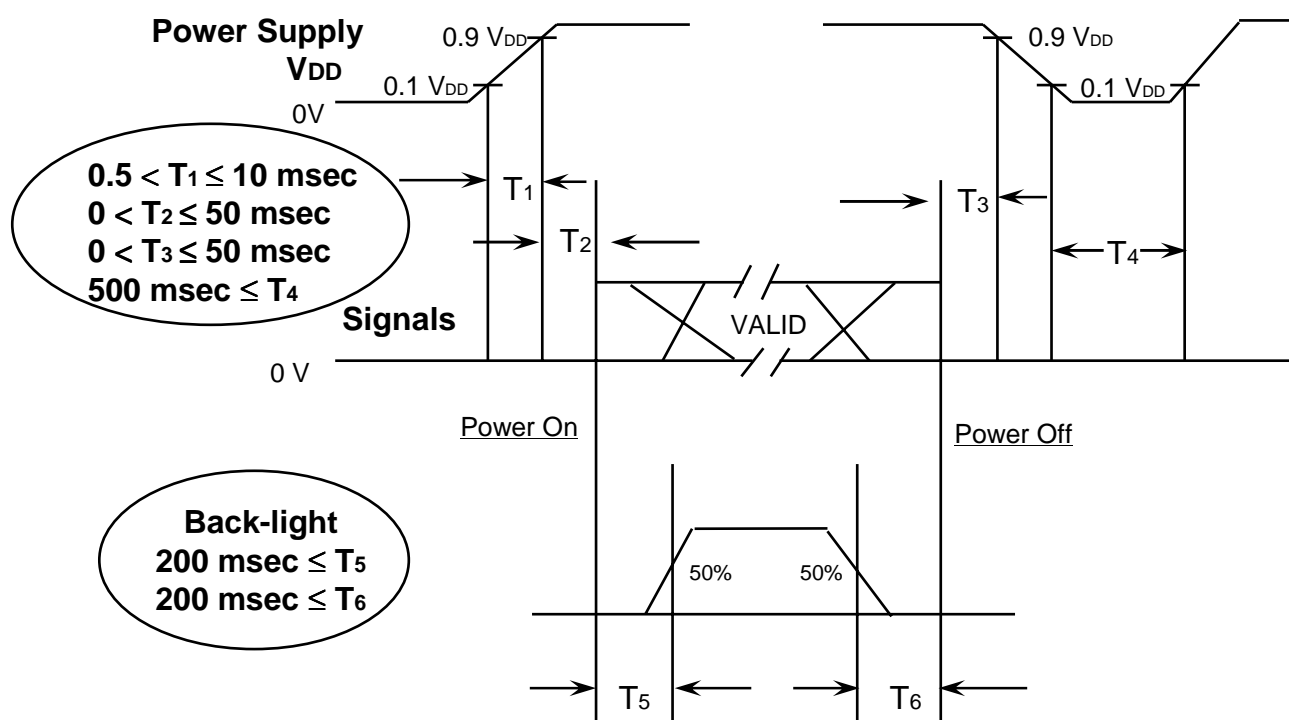 Power Supply
VDD
0.9 VDD
0.1 VDD
0V
0.9 VDD
0.1 VDD
0.5 < T1 ≤ 10 msec
0 < T2 ≤ 50 msec
0 < T3 ≤ 50 msec
500 msec ≤ T4
T1
T2
T3
T4
Signals
VALID
0 V
Power On
Power Off
Back-light
200 msec ≤ T5
200 msec ≤ T6
50%
50%
T5
T6